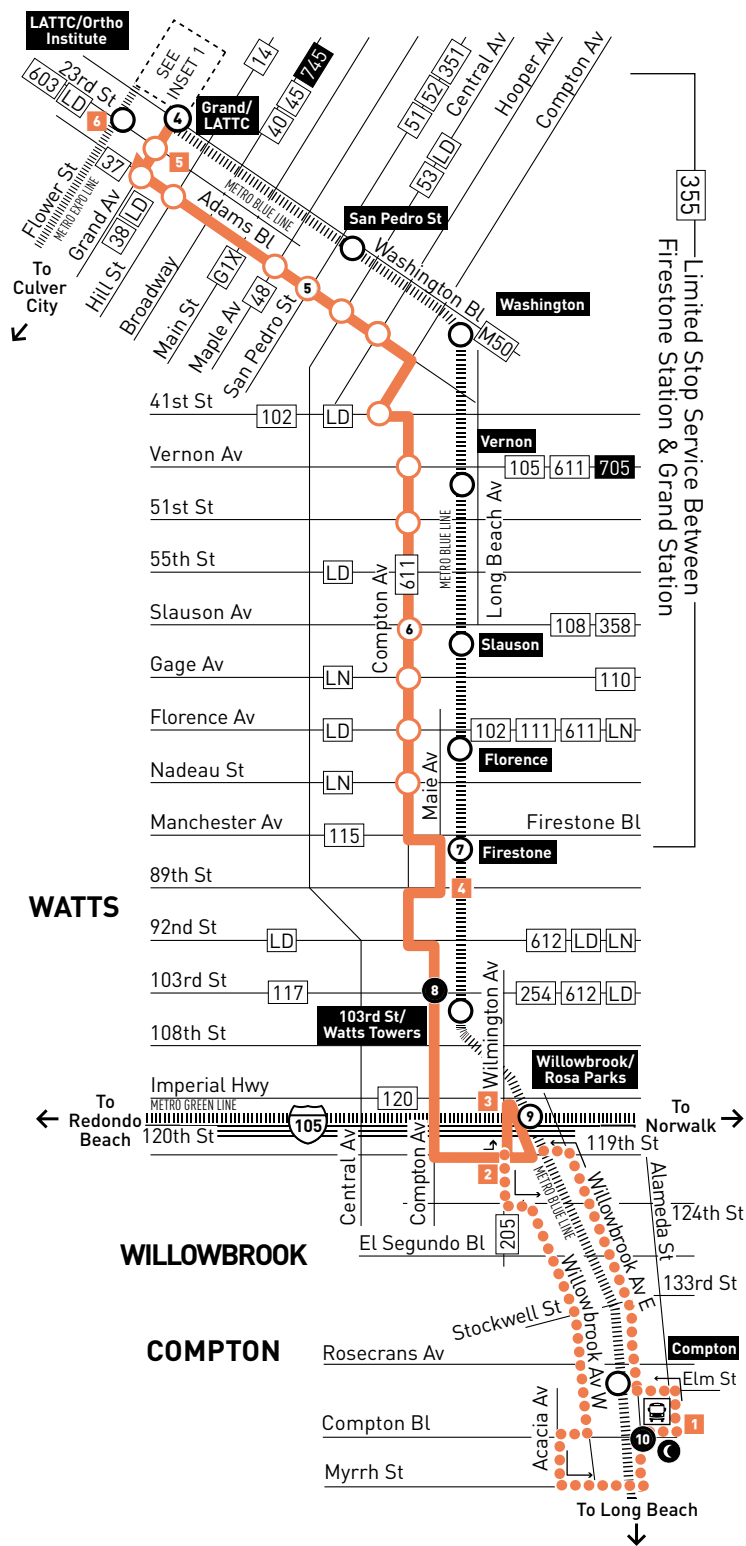 LATTC/Ortho
Institute
SEE
INSET 1
14
745
45
40
351
52
51
Central Av
Hooper Av
Compton Av
23rd St
603
LD
6
4
Grand/
LATTC
5
37
53
LD
355
Limited Stop Service Between
Firestone Station & Grand Station
Flower St
METRO EXPO LINE
Grand Av
38
LD
METRO BLUE LINE
Adams Bl
San Pedro St
Washington Bl
To
Culver
City
Hill St
Broadway
G1X
Main St
48
Maple Av
San Pedro St
5
Washington
M50
41st St
102
LD
Vernon
Vernon Av
105
611
705
51st St
METRO BLUE LINE
Long Beach Av
55th St
LD
611
Compton Av
Slauson Av
6
108
358
Slauson
Gage Av
LN
110
Florence Av
LD
102
111
611
LN
Florence
Nadeau St
LN
Maie Av
Manchester Av
115
Firestone Bl
7
Firestone
89th St
4
WATTS
92nd St
LD
612
LD
LN
103rd St
117
8
254
612
LD
103rd St/
Watts Towers
Wilmington Av
108th St
Willowbrook/
Rosa Parks
Imperial Hwy
120
3
METRO GREEN LINE
To
Redondo
Beach
105
9
To
Norwalk
120th St
119th St
Central Av
Compton Av
2
METRO BLUE LINE
Willowbrook Av E
Alameda St
124th St
205
El Segundo Bl
WILLOWBROOK
Willowbrook Av W
133rd St
Stockwell St
COMPTON
Rosecrans Av
Compton
Elm St
Acacia Av
1
Compton Bl
10
Myrrh St
To Long Beach